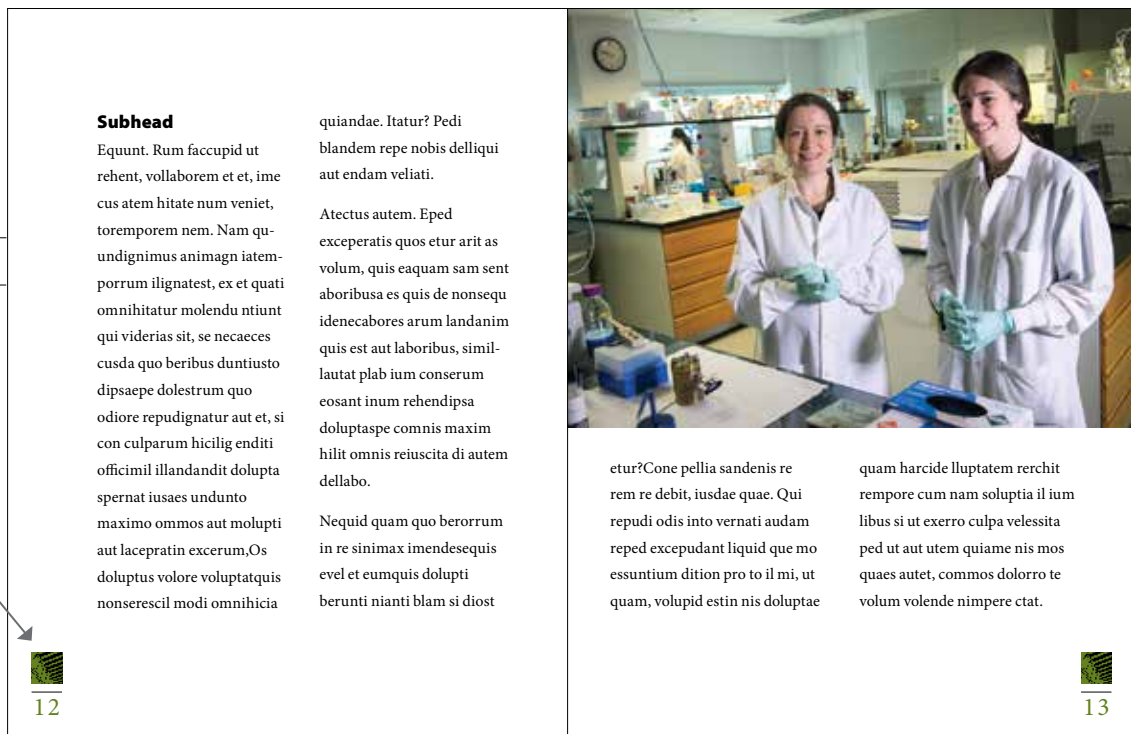 Subhead
Equunt. Rum faccupid ut
rehent, vollaborem et et, ime
cus atem hitate num veniet,
toremporem nem. Nam qu-
undignimus animagn iatem-
porrum ilignatest, ex et quati
omnihitatur molendu ntiunt
qui viderias sit, se necaeces
cusda quo beribus duntiusto
dipsaepe dolestrum quo
odiore repudignatur aut et, si
con culparum hicilig enditi
officimil illandandit dolupta
spernat iusaes undunto
maximo ommos aut molupti
aut lacepratin excerum,Os
doluptus volore voluptatquis
nonserescil modi omnihicia
quiandae. Itatur? Pedi
blandem repe nobis delliqui
aut endam veliati.
Atectus autem. Eped
exceperatis quos etur arit as
volum, quis eaquam sam sent
aboribusa es quis de nonsequ
idenecabores arum landanim
quis est aut laboribus, simil-
lautat plab ium conserum
eosant inum rehendipsa
doluptaspe comnis maxim
hilit omnis reiuscita di autem
dellabo.
Nequid quam quo berorrum
in re sinimax imendesequis
evel et eumquis dolupti
berunti nianti blam si diost
12
etur?Cone pellia sandenis re
rem re debit, iusdae quae. Qui
repudi odis into vernati audam
reped excepudant liquid que mo
essuntium dition pro to il mi, ut
quam, volupid estin nis doluptae
quam harcide lluptatem rerchit
rempore cum nam soluptia il ium
libus si ut exerro culpa velessita
ped ut aut utem quiame nis mos
quaes autet, commos dolorro te
volum volende nimpere ctat.
13